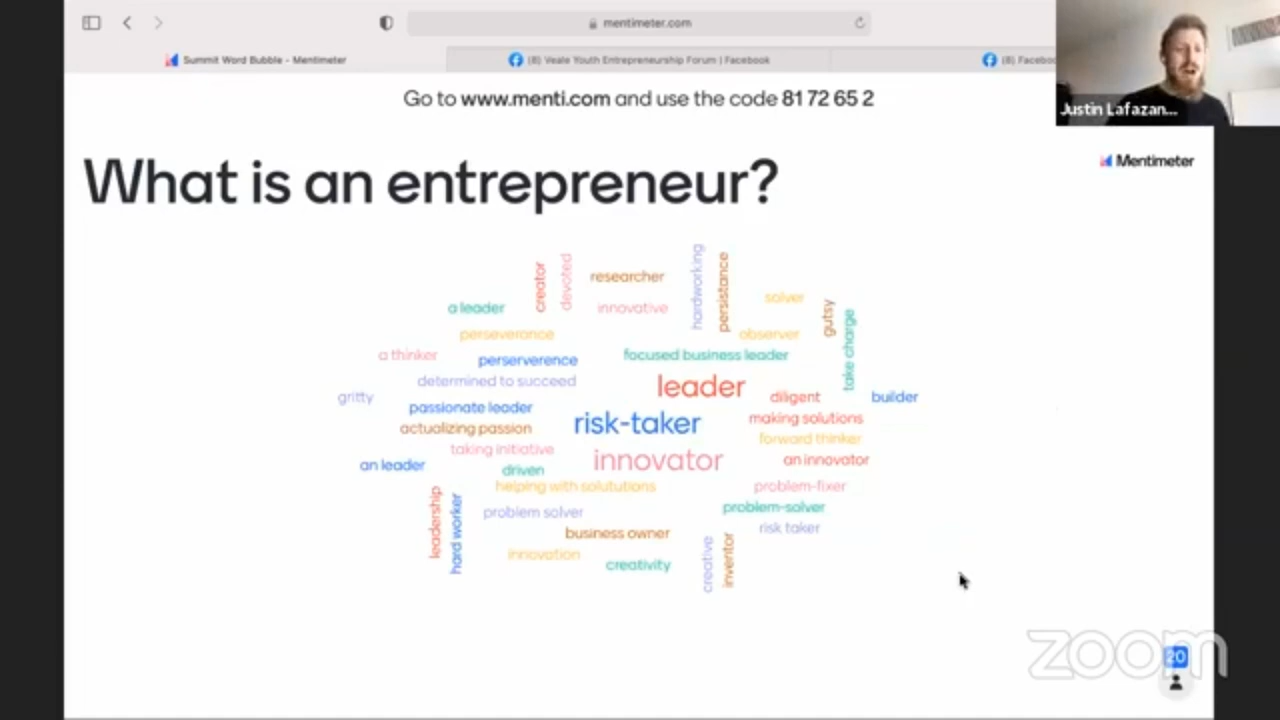 mentimeter.com
Summit Word Bubble - Mentimeter
(8) Veale Youth Entrepreneurship Forum | Facebook
(8) Faceboo
Go to www.menti.com and use the code 81 72 65 2
Justin Lafazan...
Mentimeter
What is an entrepreneur?
creator
devoted
researcher
hardworking
persistance
a leader
innovative
solver
gutsy
take charge
perseverance
observer
a thinker
perserverence
focused business leader
determined to succeed
leader
gritty
passionate leader
diligent
builder
risk-taker
making solutions
actualizing passion
forward thinker
taking initiative
innovator
an innovator
an leader
driven
helping with solututions
problem-fixer
leadership
hard worker
problem solver
problem-solver
business owner
risk taker
innovation
creativity
creative
inventor
zoom
20